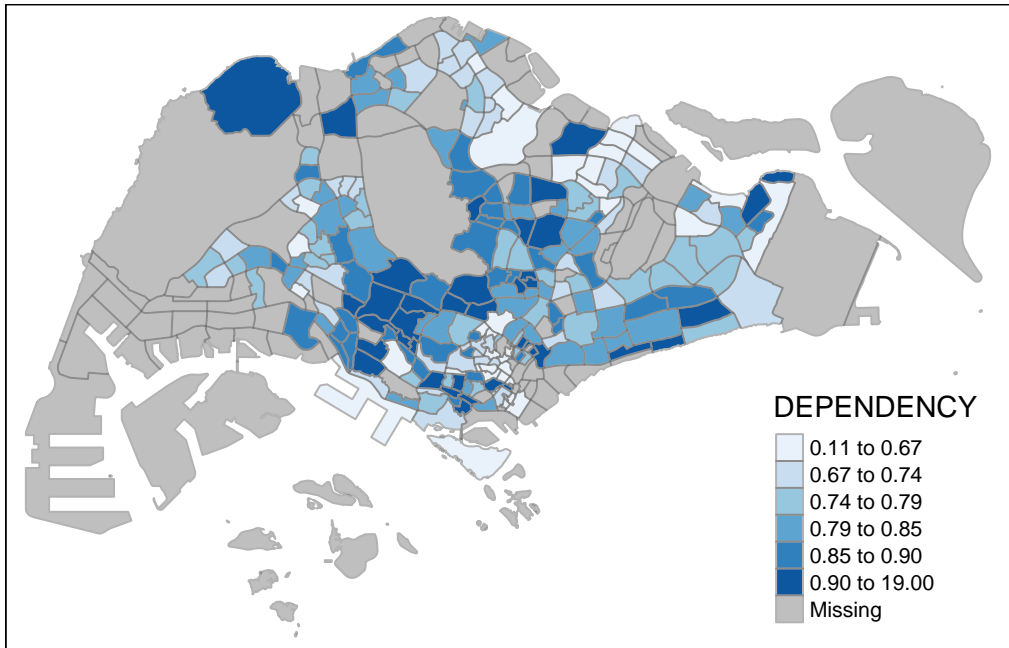 DEPENDENCY
0.11 to 0.67
0.67 to 0.74
0.74 to 0.79
0.79 to 0.85
0.85 to 0.90
0.90 to 19.00
Missing